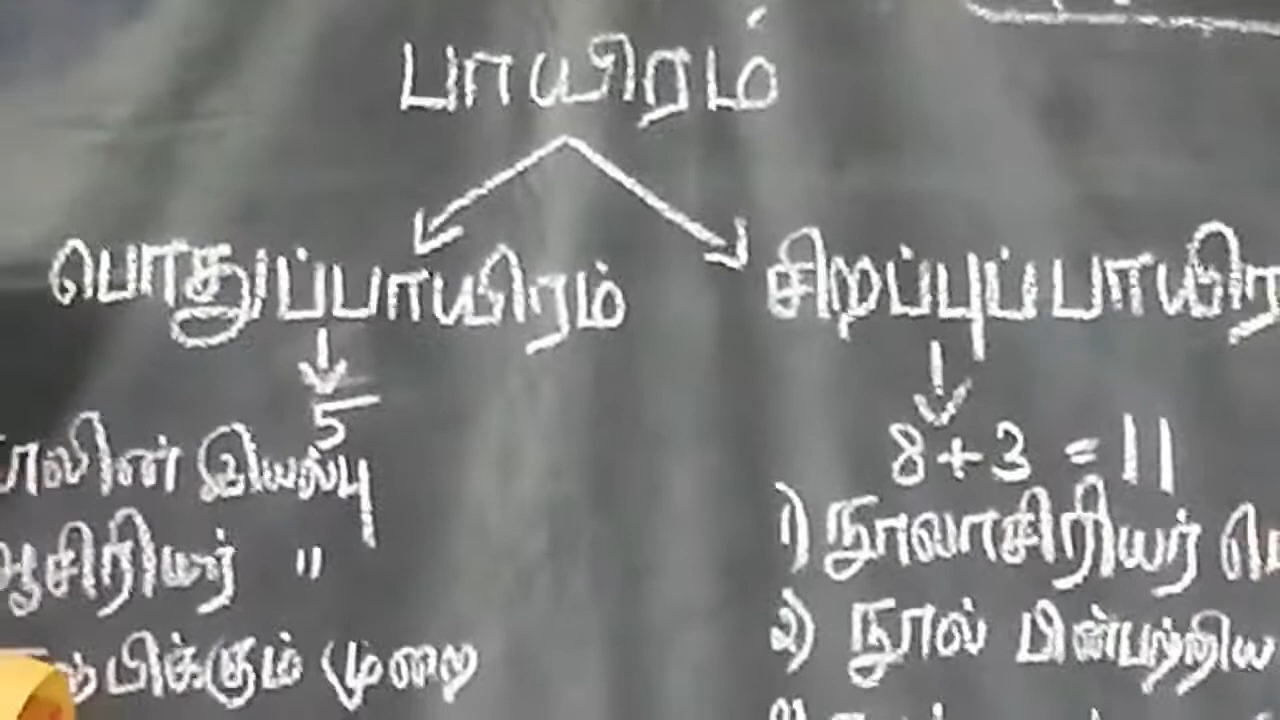 பாயிரம்
பொதுப்பாயிரம்
சிறப்புப்பாயிர
5
8+3 = 11
இயல்பு
ஆசிரியர் "
பிக்கும் முறை
1) நூலாசிரியர்
2) நூல் பின்பற்றிய